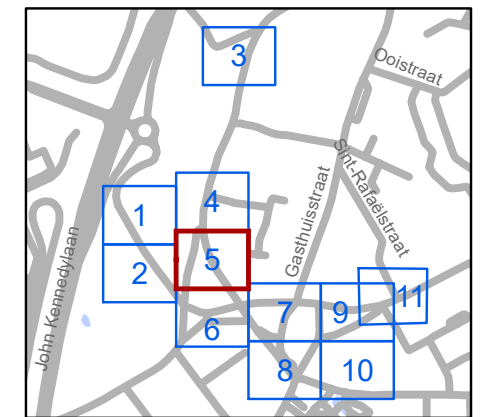 3
Ooistraat
Sint-Rafaëlstraat
Gasthuisstraat
John Kennedylaan
1
4
2
5
6
7
9
11
8
10